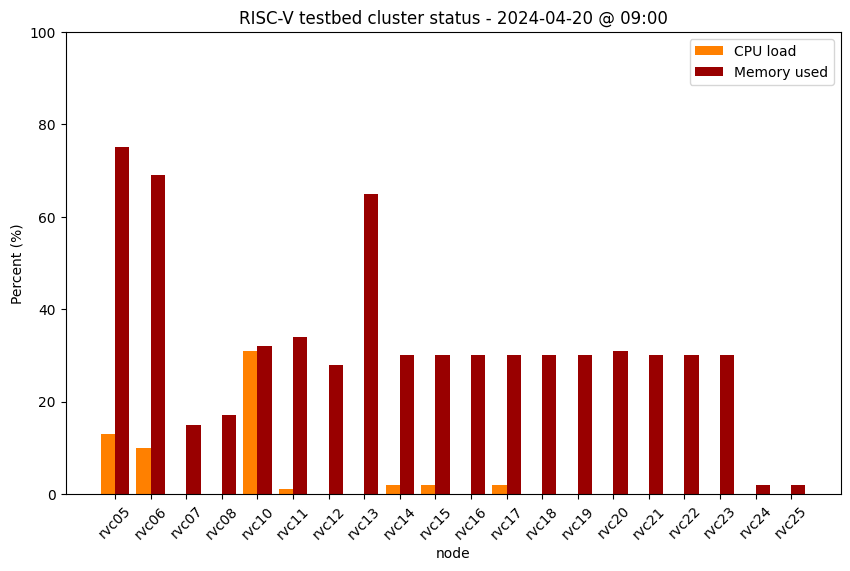 RISC-V testbed cluster status - 2024-04-20 @ 09:00
CPU load
Memory used
Percent (%)
100
80
60
40
20
0
rvc05
rvc06
rvc07
rvc08
rvc10
rvc11
rvc12
rvc13
rvc14
rvc15
rvc16
rvc17
rvc18
rvc19
rvc20
rvc21
rvc22
rvc23
rvc24
rvc25
node